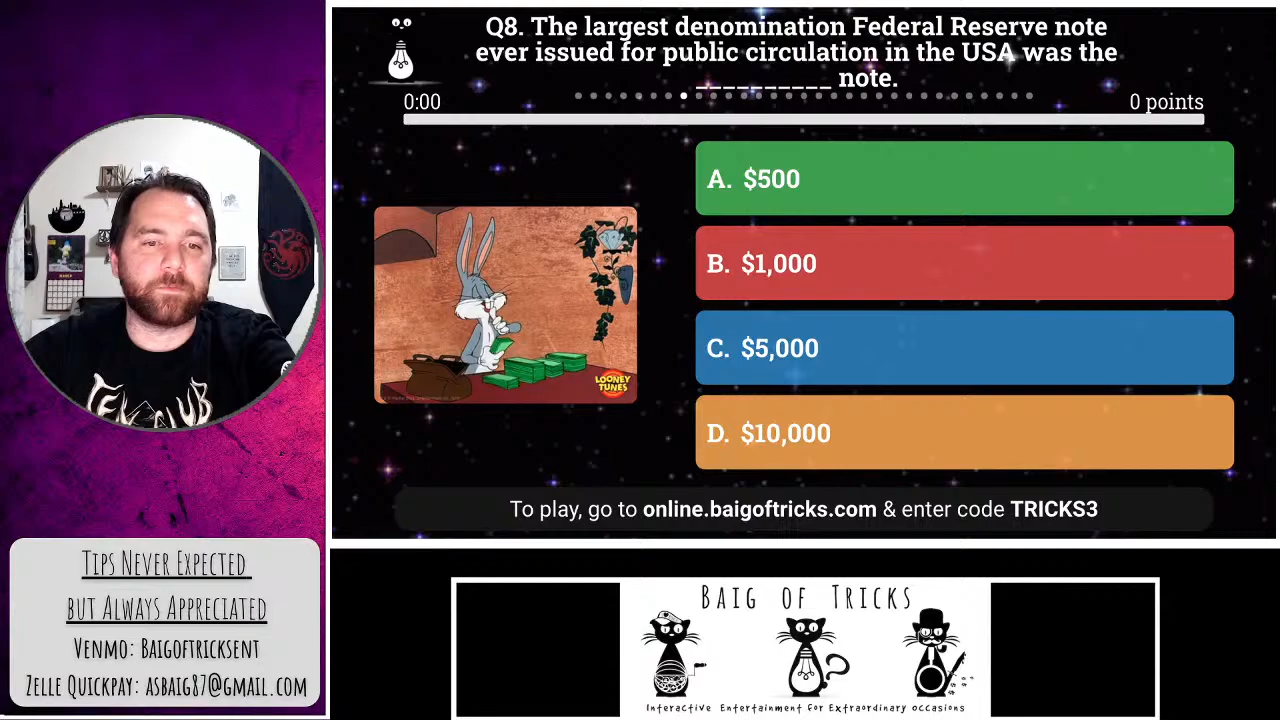 Q8. The largest denomination Federal Reserve note
ever issued for public circulation in the USA was the
__________ note.
0:00
0 points
A. $500
B. $1,000
C. $5,000
D. $10,000
LOONEY
TUNES
To play, go to online.baigoftricks.com & enter code TRICKS3
TIPS NEVER EXPECTED
BUT ALWAYS APPRECIATED
VENMO: BAIGOFTRICKSENT
ZELLE QUICKPAY: ASBAIG87@GMAIL.COM
BAIG OF TRICKS
Interactive Entertainment for Extraordinary Occasions